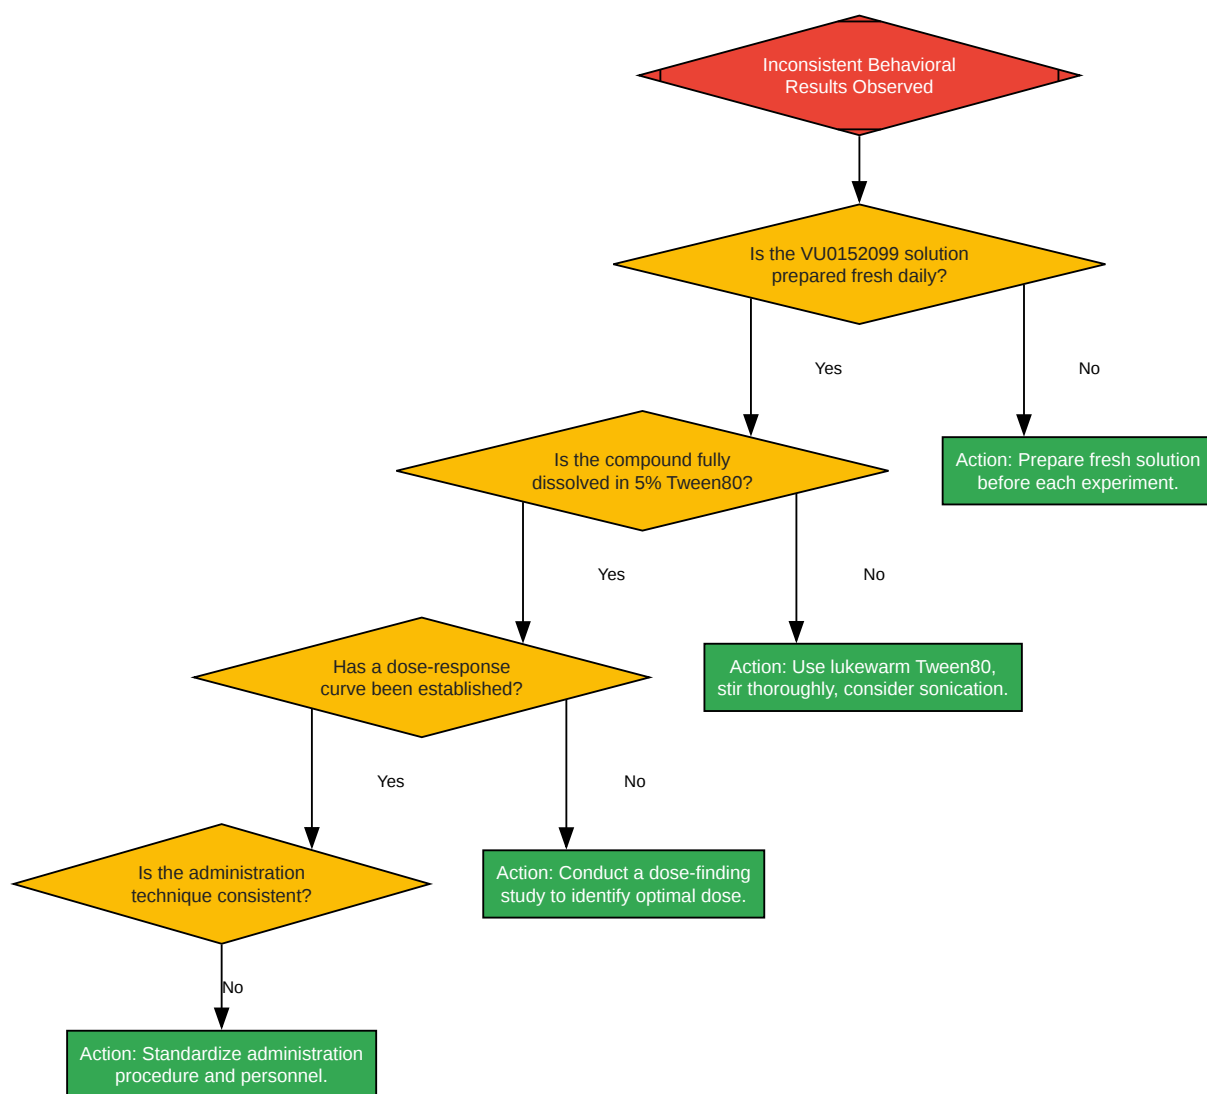 Inconsistent Behavioral
Results Observed
Is the VU0152099 solution
prepared fresh daily?
Yes
No
Is the compound fully
dissolved in 5% Tween80?
Action: Prepare fresh solution
before each experiment.
Yes
No
Has a dose-response
curve been established?
Action: Use lukewarm Tween80,
stir thoroughly, consider sonication.
Yes
No
Is the administration
technique consistent?
Action: Conduct a dose-finding
study to identify optimal dose.
No
Action: Standardize administration
procedure and personnel.